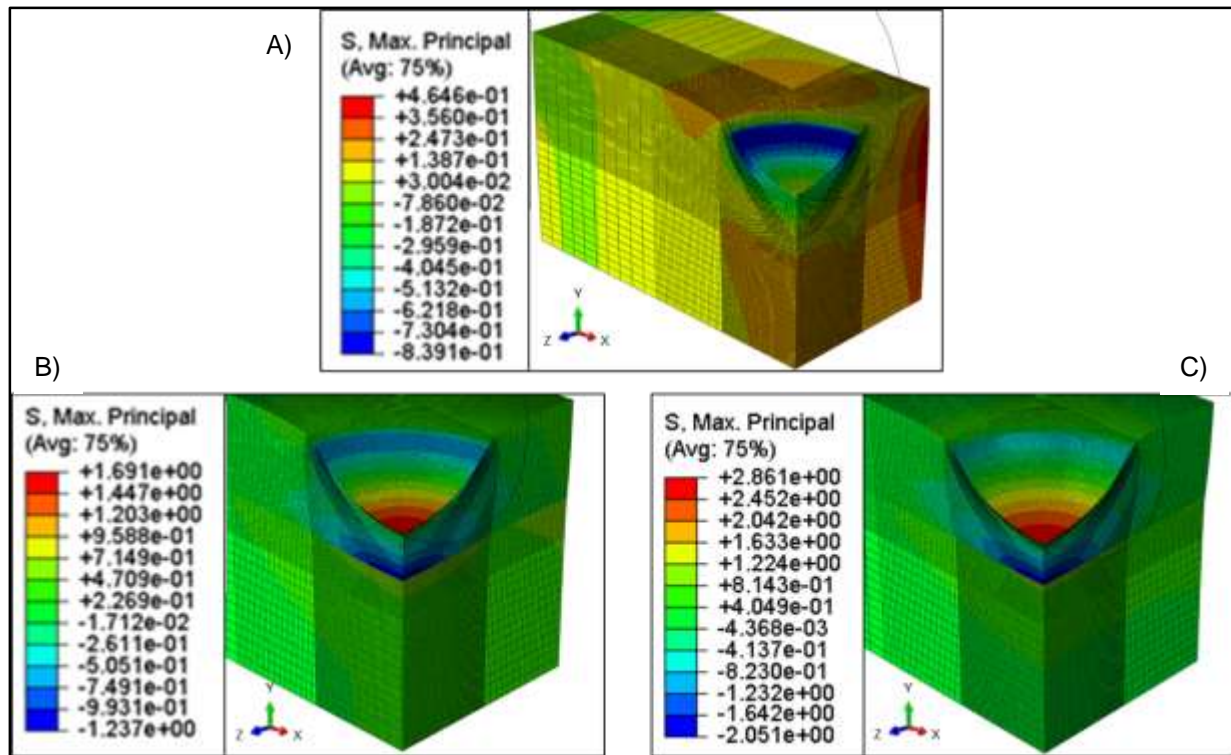 A)
S, Max. Principal
(Avg: 75%)
+4.646e-01
+3.560e-01
+2.473e-01
+1.387e-01
+3.004e-02
-7.860e-02
-1.872e-01
-2.959e-01
-4.045e-01
-5.132e-01
-6.218e-01
-7.304e-01
-8.391e-01
Y
Z
X
B)
S, Max. Principal
(Avg: 75%)
+1.691e+00
+1.447e+00
+1.203e+00
+9.588e-01
+7.149e-01
+4.709e-01
+2.269e-01
-1.712e-02
-2.611e-01
-5.051e-01
-7.491e-01
-9.931e-01
-1.237e+00
Y
Z
X
C)
S, Max. Principal
(Avg: 75%)
+2.861e+00
+2.452e+00
+2.042e+00
+1.633e+00
+1.224e+00
+8.143e-01
+4.049e-01
-4.368e-03
-4.137e-01
-8.230e-01
-1.232e+00
-1.642e+00
-2.051e+00
Y
Z
X